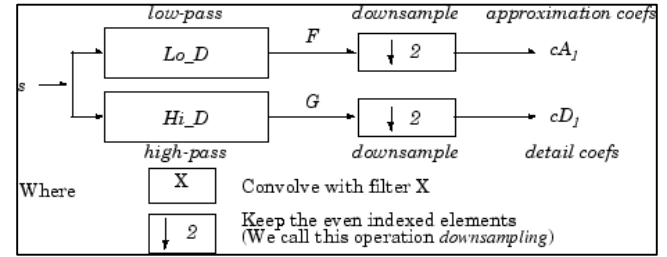 low-pass downsample approximation coefs
F
Lo_D 2 cA1
s
G
Hi_D 2 cD1
high-pass downsample detail coefs
Where X Convolve with filter X
2 Keep the even indexed elements
(We call this operation downsampling)